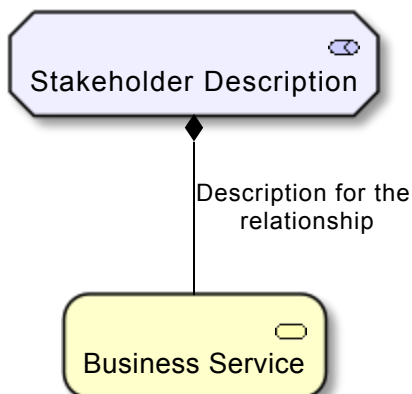 Stakeholder Description
Description for the
relationship
Business Service